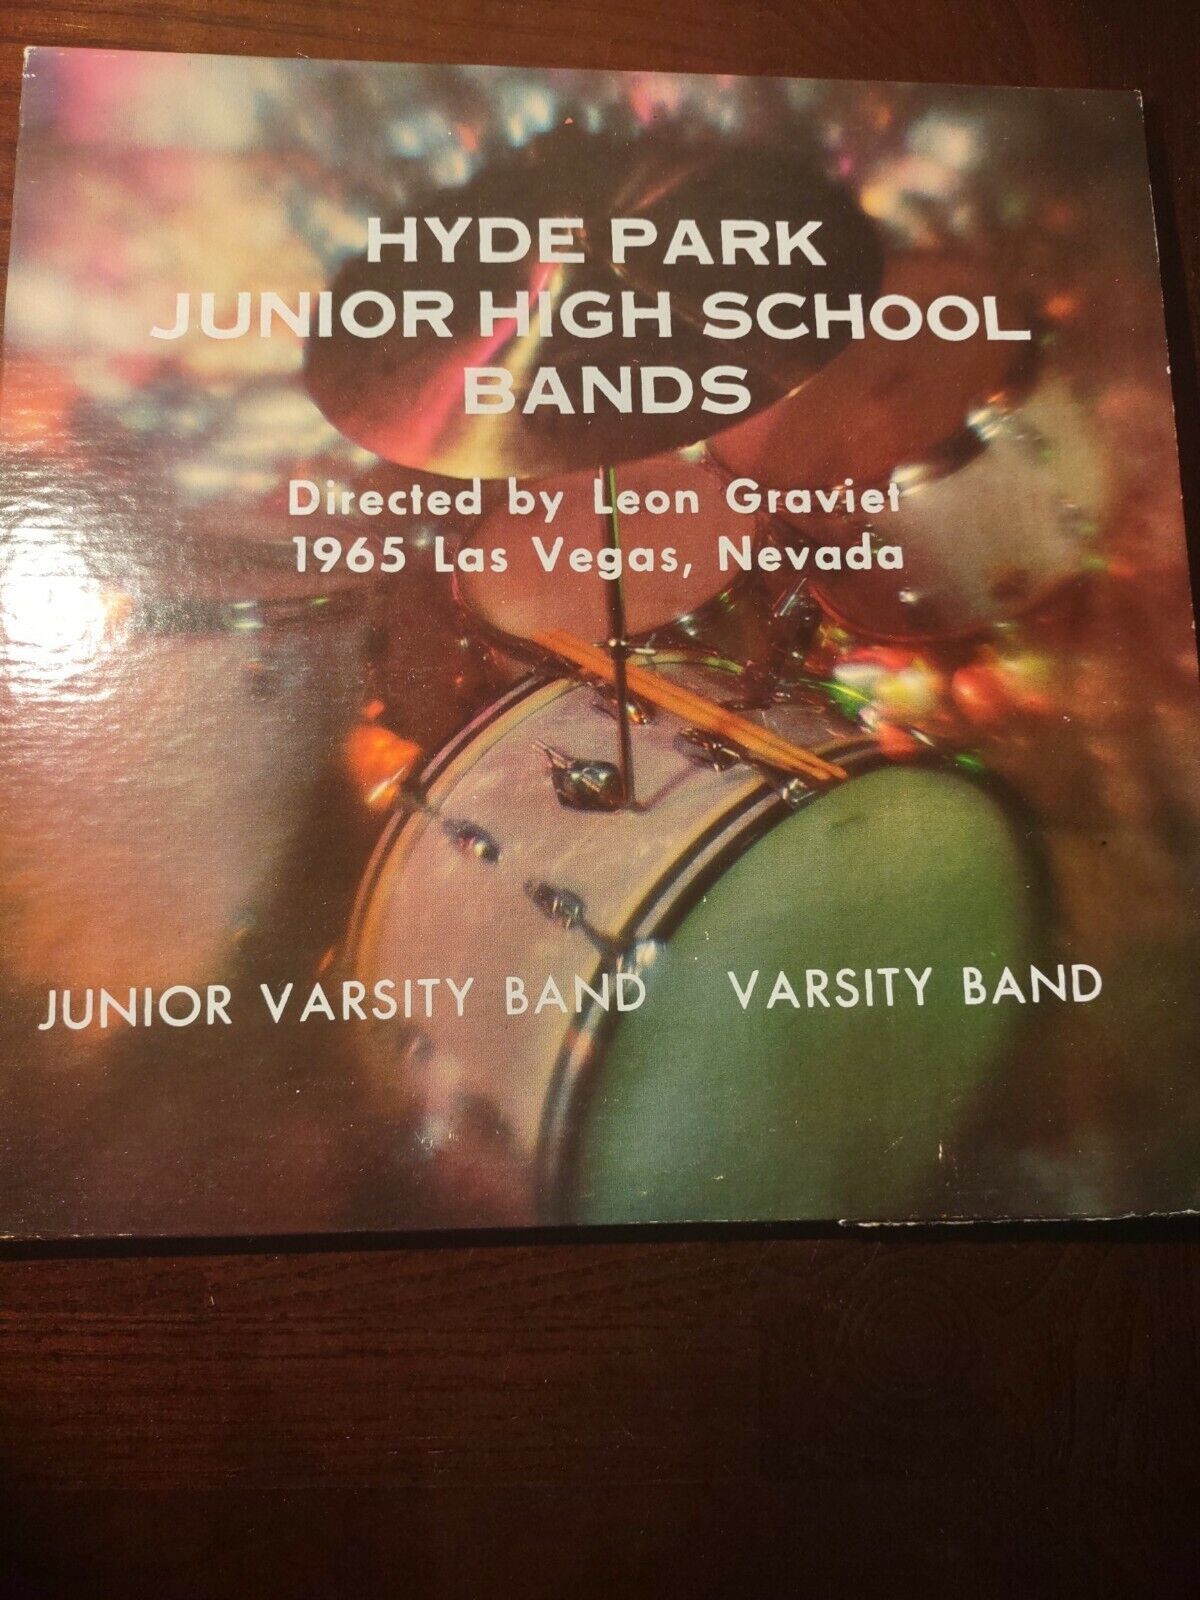 HYDE PARK
JUNIOR HIGH SCHOOL
BANDS
Directed by Leon Graviet
1965 Las Vegas, Nevada
JUNIOR VARSITY BAND VARSITY BAND